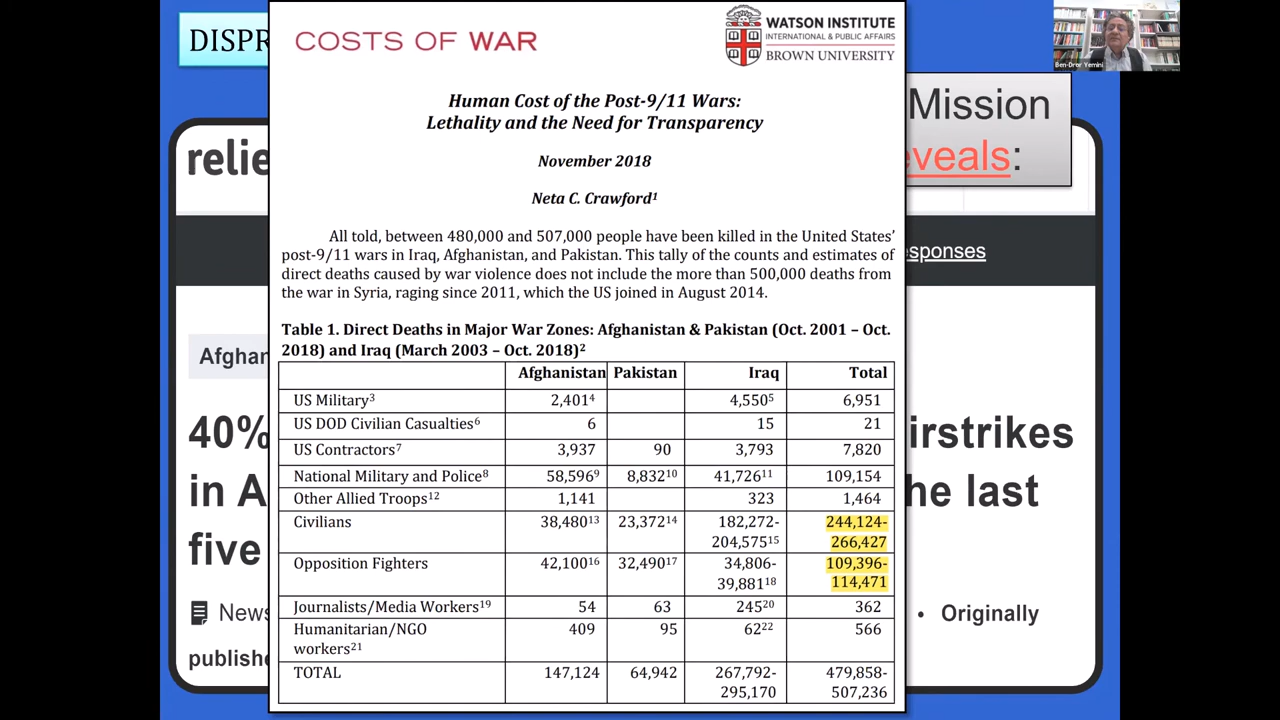 DISPR
COSTS OF WAR
WATSON INSTITUTE
INTERNATIONAL & PUBLIC AFFAIRS
BROWN UNIVERSITY
Ben-Dror Yemini
Mission
eveals:
relie
Human Cost of the Post-9/11 Wars:
Lethality and the Need for Transparency
November 2018
Neta C. Crawford¹
All told, between 480,000 and 507,000 people have been killed in the United States’
post-9/11 wars in Iraq, Afghanistan, and Pakistan. This tally of the counts and estimates of
direct deaths caused by war violence does not include the more than 500,000 deaths from
the war in Syria, raging since 2011, which the US joined in August 2014.
sponses
Table 1. Direct Deaths in Major War Zones: Afghanistan & Pakistan (Oct. 2001 – Oct.
2018) and Iraq (March 2003 – Oct. 2018)²
Afghanistan Pakistan Iraq Total
US Military³ 2,401⁴ 4,550⁵ 6,951
US DOD Civilian Casualties⁶ 6 15 21
US Contractors⁷ 3,937 90 3,793 7,820
National Military and Police⁸ 58,596⁹ 8,832¹⁰ 41,726¹¹ 109,154
Other Allied Troops¹² 1,141 323 1,464
Civilians 38,480¹³ 23,372¹⁴ 182,272- 244,124-
204,575¹⁵ 266,427
Opposition Fighters 42,100¹⁶ 32,490¹⁷ 34,806- 109,396-
39,881¹⁸ 114,471
Journalists/Media Workers¹⁹ 54 63 245²⁰ 362
Humanitarian/NGO 409 95 62²² 566
workers²¹
TOTAL 147,124 64,942 267,792- 479,858-
295,170 507,236
Afghan
40% irstrikes
in A he last
five
News • Originally
publishe